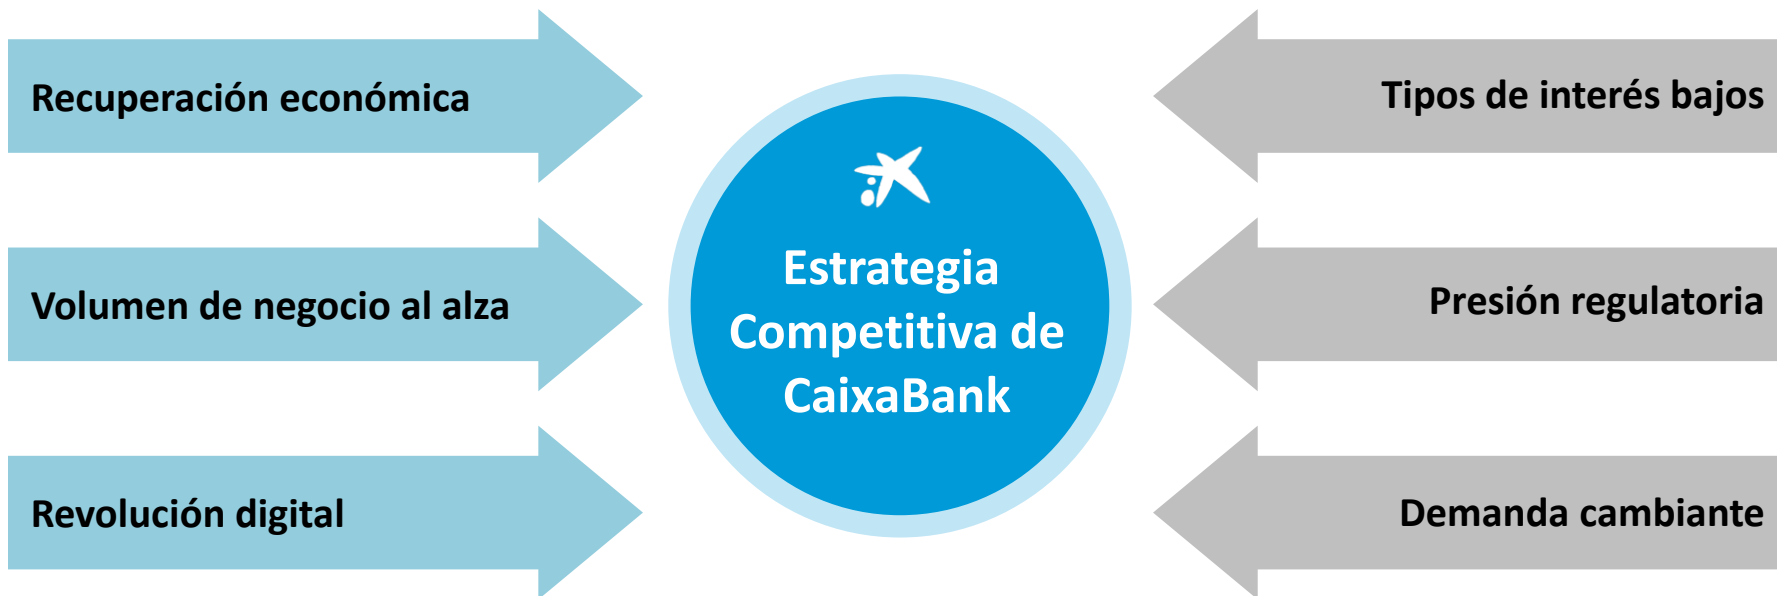 Recuperación económica
Volumen de negocio al alza
Revolución digital
Estrategia
Competitiva de
CaixaBank
Tipos de interés bajos
Presión regulatoria
Demanda cambiante